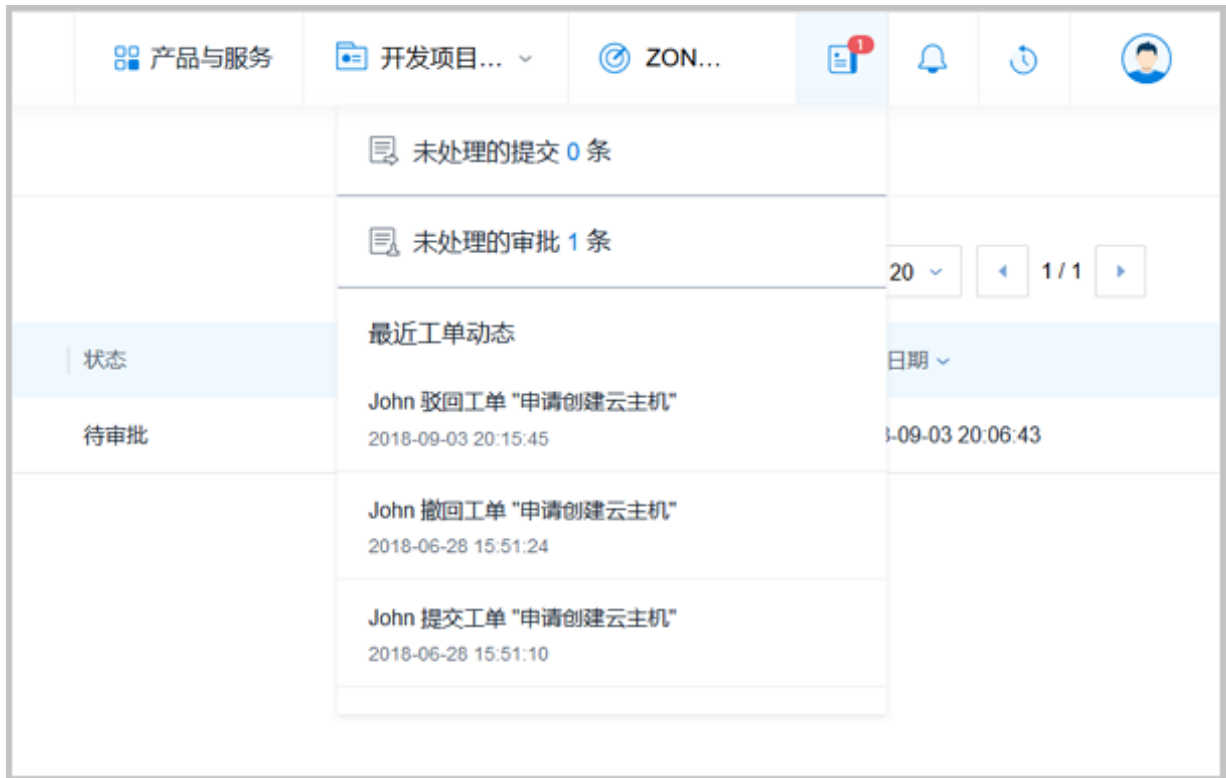 产品与服务 开发项目... ZON... 1
未处理的提交 0 条
未处理的审批 1 条
20 1 / 1
最近工单动态
状态 日期
John 驳回工单 "申请创建云主机"
2018-09-03 20:15:45
待审批 -09-03 20:06:43
John 撤回工单 "申请创建云主机"
2018-06-28 15:51:24
John 提交工单 "申请创建云主机"
2018-06-28 15:51:10